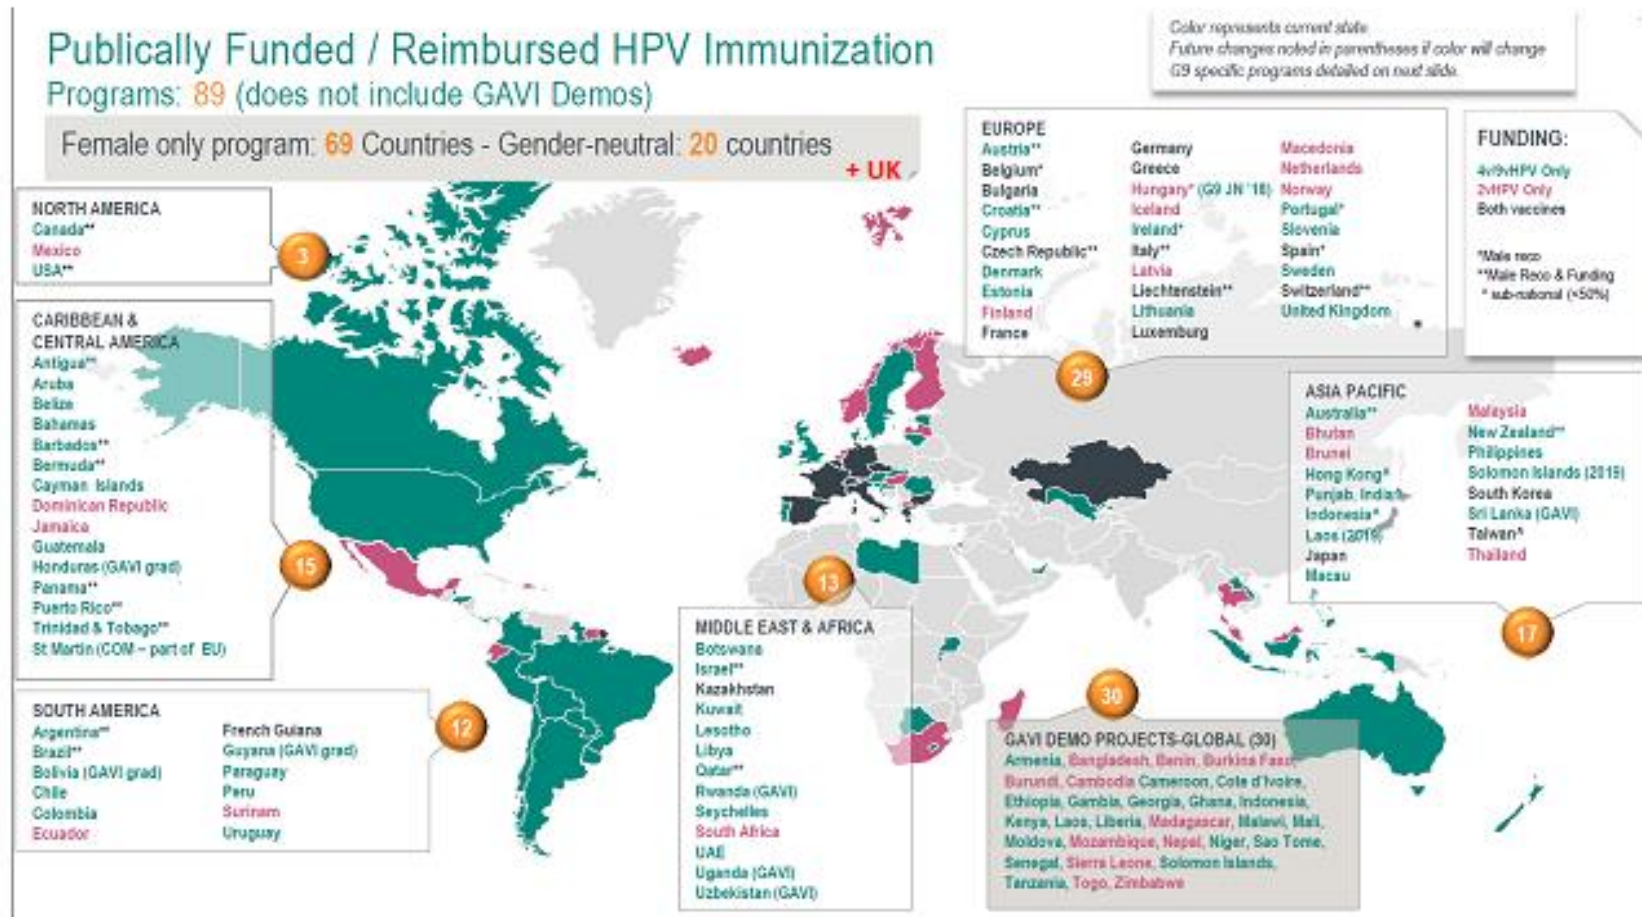 Publically Funded / Reimbursed HPV Immunization
Programs: 89 (does not include GAVI Demos)
Female only program: 69 Countries - Gender-neutral: 20 countries
+ UK
Color represents current state
Future changes noted in parentheses if color will change
G9 specific programs detailed on next slide.
NORTH AMERICA
Canada**
Mexico
USA**
3
CARIBBEAN &
CENTRAL AMERICA
Antigua**
Aruba
Belize
Bahamas
Barbados**
Bermuda**
Cayman Islands
Dominican Republic
Jamaica
Guatemala
Honduras (GAVI grad)
Panama**
Puerto Rico**
Trinidad & Tobago**
St Martin (COM – part of EU)
15
SOUTH AMERICA
Argentina**
Brazil**
Bolivia (GAVI grad)
Chile
Colombia
Ecuador
French Guiana
Guyana (GAVI grad)
Paraguay
Peru
Surinam
Uruguay
12
EUROPE
Austria**
Belgium*
Bulgaria
Croatia**
Cyprus
Czech Republic**
Denmark
Estonia
Finland
France
Germany
Greece
Hungary* (G9 JN '18)
Iceland
Ireland*
Italy**
Latvia
Liechtenstein**
Lithuania
Luxemburg
Macedonia
Netherlands
Norway
Portugal*
Slovenia
Spain*
Sweden
Switzerland**
United Kingdom
29
FUNDING:
4v/9vHPV Only
2vHPV Only
Both vaccines
*Male reco
**Male Reco & Funding
^ sub-national (<50%)
ASIA PACIFIC
Australia**
Bhutan
Brunei
Hong Kong^
Punjab, India^
Indonesia^
Laos (2019)
Japan
Macau
Malaysia
New Zealand**
Philippines
Solomon Islands (2019)
South Korea
Sri Lanka (GAVI)
Taiwan^
Thailand
17
13
MIDDLE EAST & AFRICA
Botswana
Israel**
Kazakhstan
Kuwait
Lesotho
Libya
Qatar**
Rwanda (GAVI)
Seychelles
South Africa
UAE
Uganda (GAVI)
Uzbekistan (GAVI)
30
GAVI DEMO PROJECTS-GLOBAL (30)
Armenia, Bangladesh, Benin, Burkina Faso,
Burundi, Cambodia Cameroon, Cote d'Ivoire,
Ethiopia, Gambia, Georgia, Ghana, Indonesia,
Kenya, Laos, Liberia, Madagascar, Malawi, Mali,
Moldova, Mozambique, Nepal, Niger, Sao Tome,
Senegal, Sierra Leone, Solomon Islands,
Tanzania, Togo, Zimbabwe